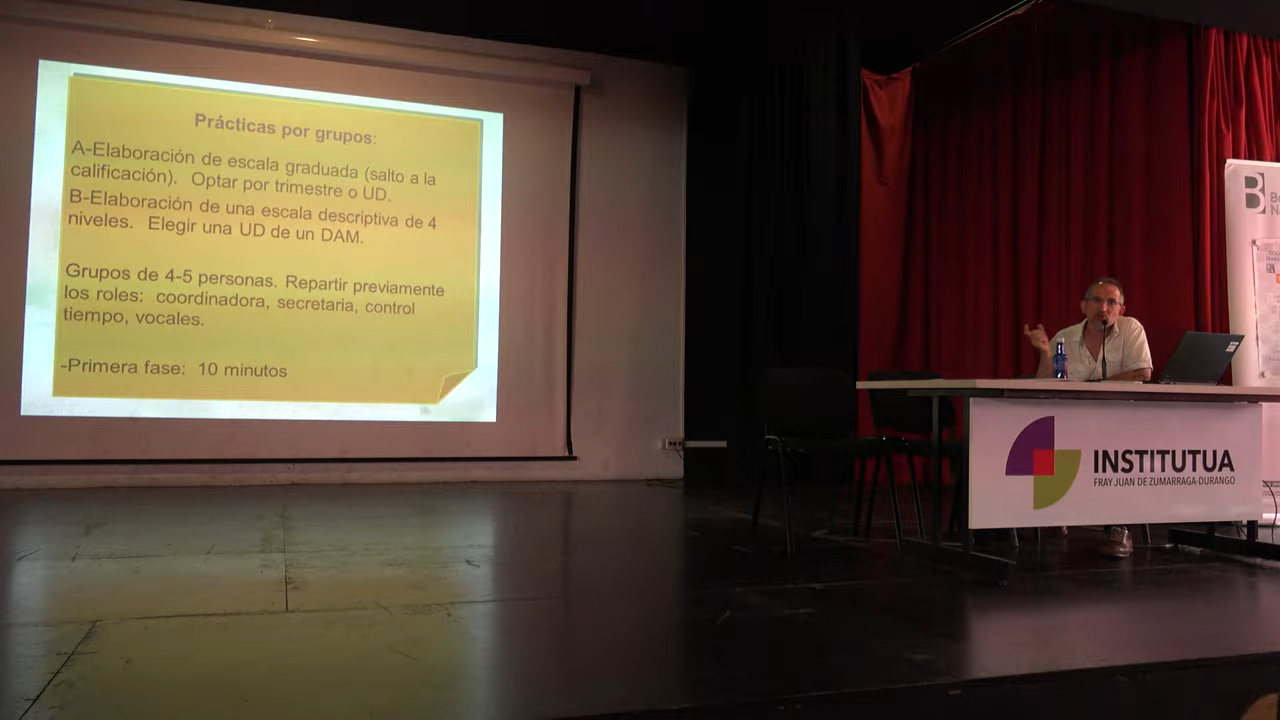 Prácticas por grupos:
A-Elaboración de escala graduada (salto a la
calificación). Optar por trimestre o UD.
B-Elaboración de una escala descriptiva de 4
niveles. Elegir una UD de un DAM.
Grupos de 4-5 personas. Repartir previamente
los roles: coordinadora, secretaria, control
tiempo, vocales.
-Primera fase: 10 minutos
B
INSTITUTUA
FRAY JUAN DE ZUMARRAGA-DURANGO